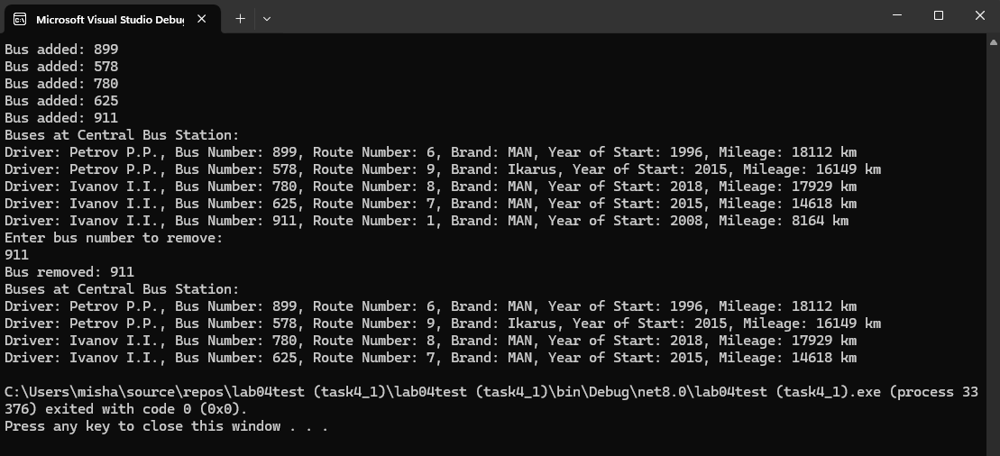 Microsoft Visual Studio Debug
Bus added: 899
Bus added: 578
Bus added: 780
Bus added: 625
Bus added: 911
Buses at Central Bus Station:
Driver: Petrov P.P., Bus Number: 899, Route Number: 6, Brand: MAN, Year of Start: 1996, Mileage: 18112 km
Driver: Petrov P.P., Bus Number: 578, Route Number: 9, Brand: Ikarus, Year of Start: 2015, Mileage: 16149 km
Driver: Ivanov I.I., Bus Number: 780, Route Number: 8, Brand: MAN, Year of Start: 2018, Mileage: 17929 km
Driver: Ivanov I.I., Bus Number: 625, Route Number: 7, Brand: MAN, Year of Start: 2015, Mileage: 14618 km
Driver: Ivanov I.I., Bus Number: 911, Route Number: 1, Brand: MAN, Year of Start: 2008, Mileage: 8164 km
Enter bus number to remove:
911
Bus removed: 911
Buses at Central Bus Station:
Driver: Petrov P.P., Bus Number: 899, Route Number: 6, Brand: MAN, Year of Start: 1996, Mileage: 18112 km
Driver: Petrov P.P., Bus Number: 578, Route Number: 9, Brand: Ikarus, Year of Start: 2015, Mileage: 16149 km
Driver: Ivanov I.I., Bus Number: 780, Route Number: 8, Brand: MAN, Year of Start: 2018, Mileage: 17929 km
Driver: Ivanov I.I., Bus Number: 625, Route Number: 7, Brand: MAN, Year of Start: 2015, Mileage: 14618 km
C:\Users\misha\source\repos\lab04test (task4_1)\lab04test (task4_1)\bin\Debug\net8.0\lab04test (task4_1).exe (process 33
376) exited with code 0 (0x0).
Press any key to close this window . . .